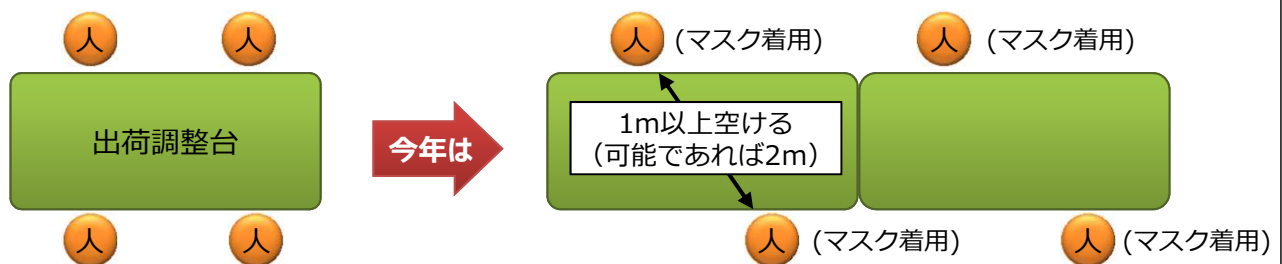 人 人 人 (マスク着用) 人 (マスク着用)
出荷調整台
今年は
1m以上空ける
（可能であれば2m）
人 人 人 (マスク着用) 人 (マスク着用)